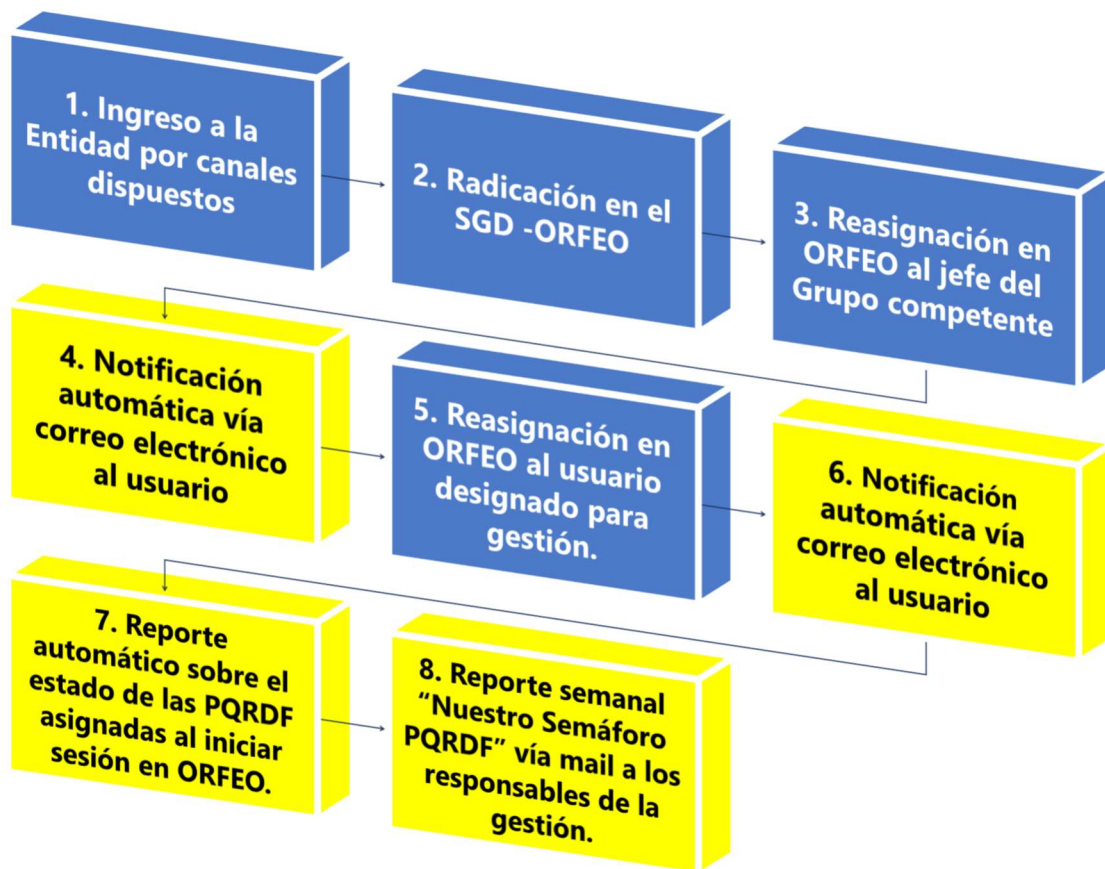 1. Ingreso a la
Entidad por canales
dispuestos
2. Radicación en el
SGD -ORFEO
3. Reasignación en
ORFEO al jefe del
Grupo competente
4. Notificación
automática vía
correo electrónico
al usuario
5. Reasignación en
ORFEO al usuario
designado para
gestión.
6. Notificación
automática vía
correo electrónico
al usuario
7. Reporte
automático sobre el
estado de las PQRDF
asignadas al iniciar
sesión en ORFEO.
8. Reporte semanal
“Nuestro Semáforo
PQRDF” vía mail a los
responsables de la
gestión.